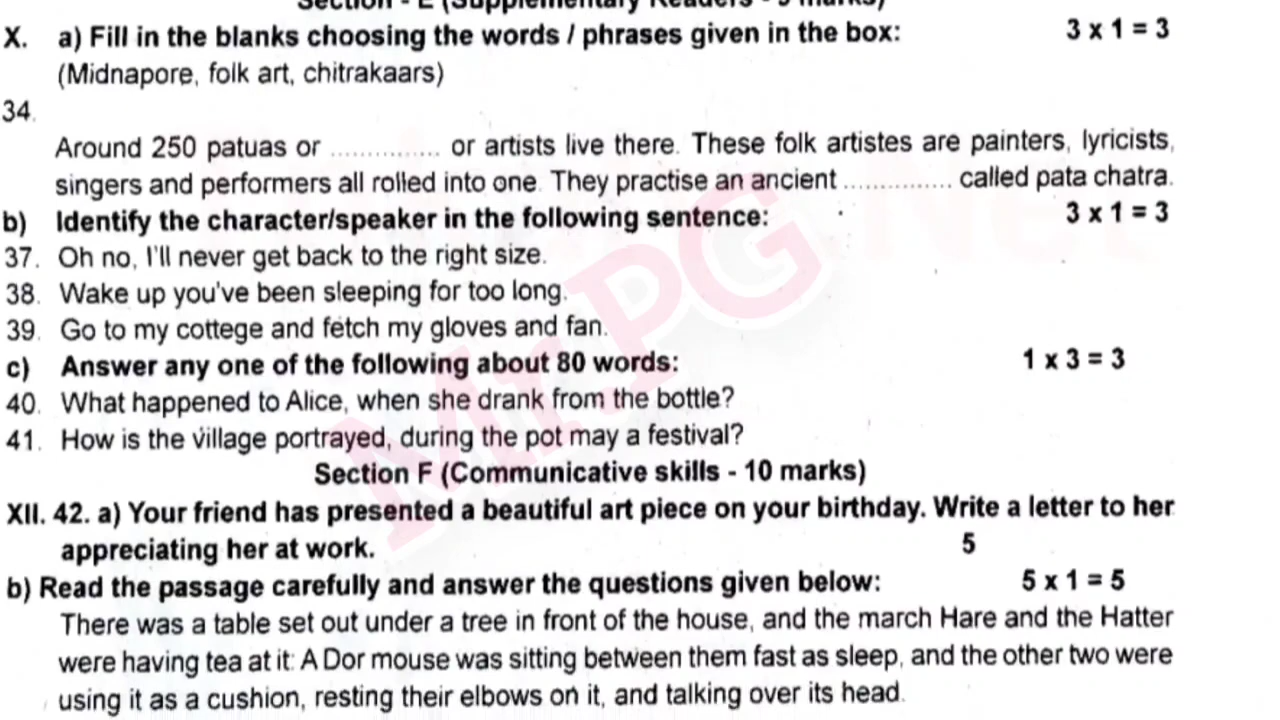 Section - E (Supplementary Readers - 9 marks)
X. a) Fill in the blanks choosing the words / phrases given in the box: 3 x 1 = 3
(Midnapore, folk art, chitrakaars)
34.
Around 250 patuas or ............... or artists live there. These folk artistes are painters, lyricists,
singers and performers all rolled into one. They practise an ancient ............... called pata chatra.
b) Identify the character/speaker in the following sentence: 3 x 1 = 3
37. Oh no, I'll never get back to the right size.
38. Wake up you've been sleeping for too long.
39. Go to my cottege and fetch my gloves and fan.
c) Answer any one of the following about 80 words: 1 x 3 = 3
40. What happened to Alice, when she drank from the bottle?
41. How is the village portrayed, during the pot may a festival?
Section F (Communicative skills - 10 marks)
XII. 42. a) Your friend has presented a beautiful art piece on your birthday. Write a letter to her
appreciating her at work. 5
b) Read the passage carefully and answer the questions given below: 5 x 1 = 5
There was a table set out under a tree in front of the house, and the march Hare and the Hatter
were having tea at it: A Dor mouse was sitting between them fast as sleep, and the other two were
using it as a cushion, resting their elbows on it, and talking over its head.
Mr.PG